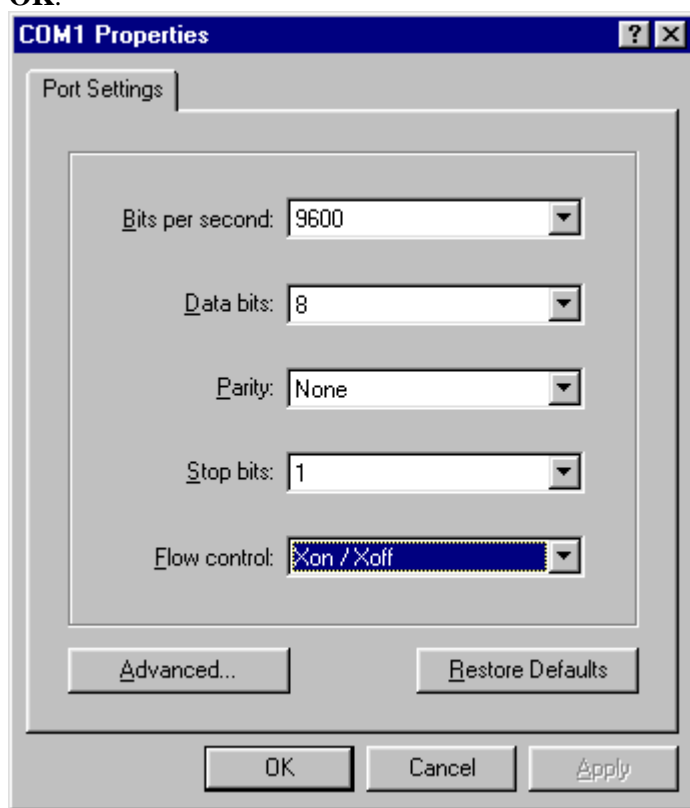 OK.
COM1 Properties
Port Settings
Bits per second: 9600
Data bits: 8
Parity: None
Stop bits: 1
Flow control: Xon / Xoff
Advanced... Restore Defaults
OK Cancel Apply